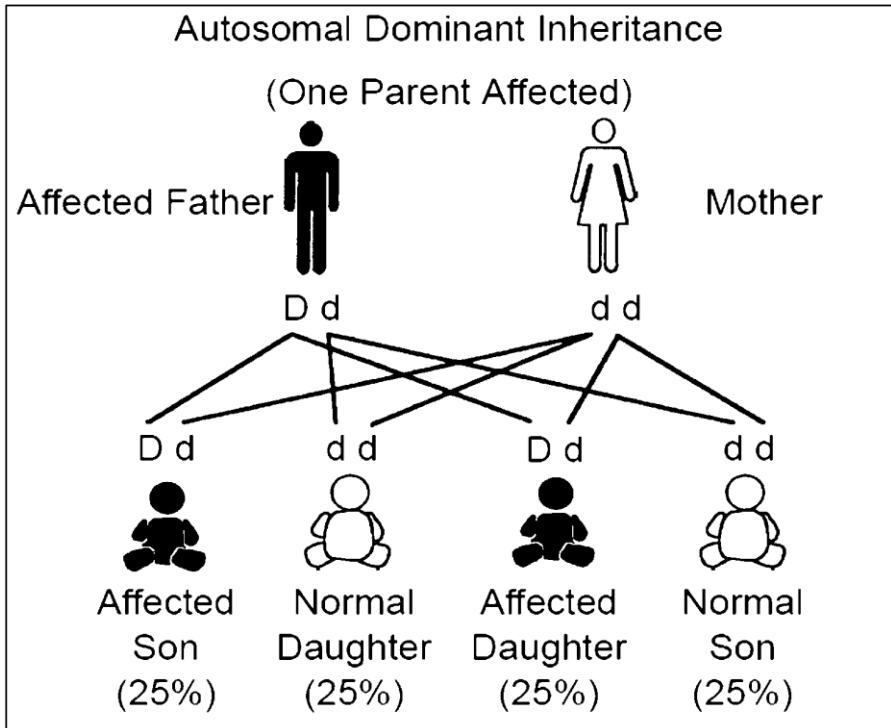 Autosomal Dominant Inheritance
(One Parent Affected)
Affected Father
Mother
D d
d d
D d
d d
D d
d d
Affected Son (25%)
Normal Daughter (25%)
Affected Daughter (25%)
Normal Son (25%)